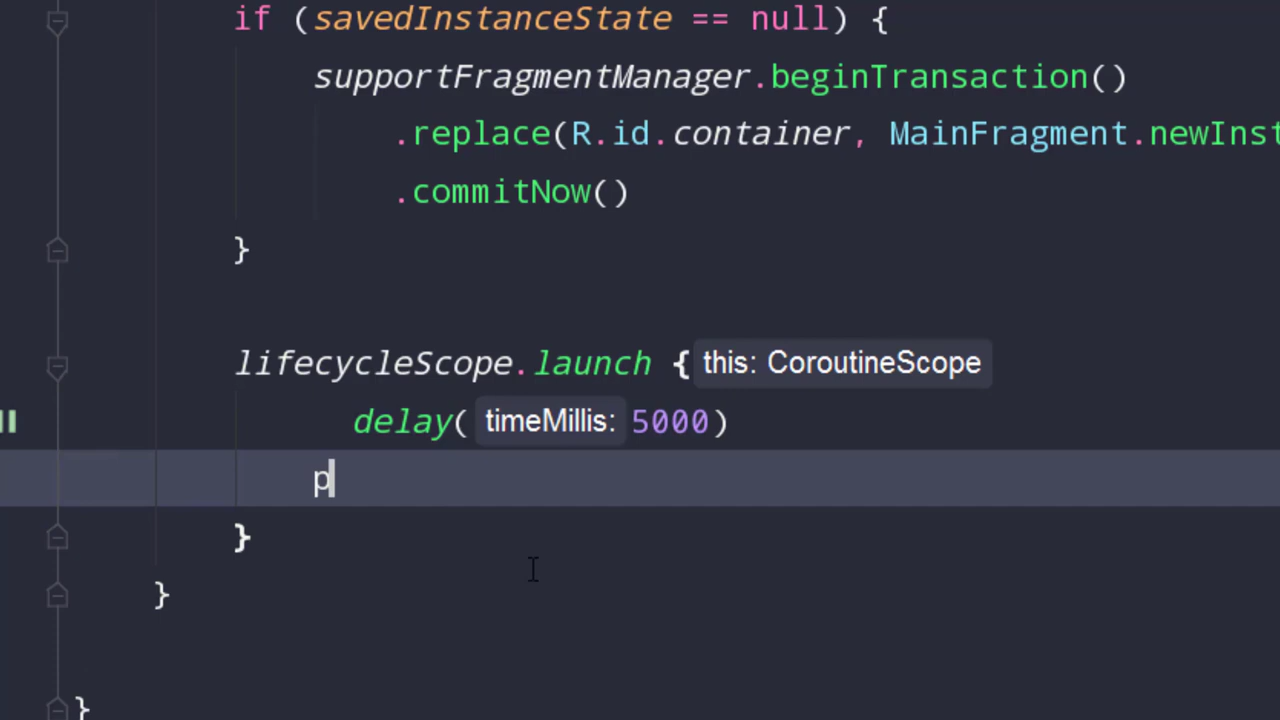 if (savedInstanceState == null) {
supportFragmentManager.beginTransaction()
.replace(R.id.container, MainFragment.newInst
.commitNow()
}
lifecycleScope.launch { this: CoroutineScope
delay( timeMillis: 5000)
p
}
}
}